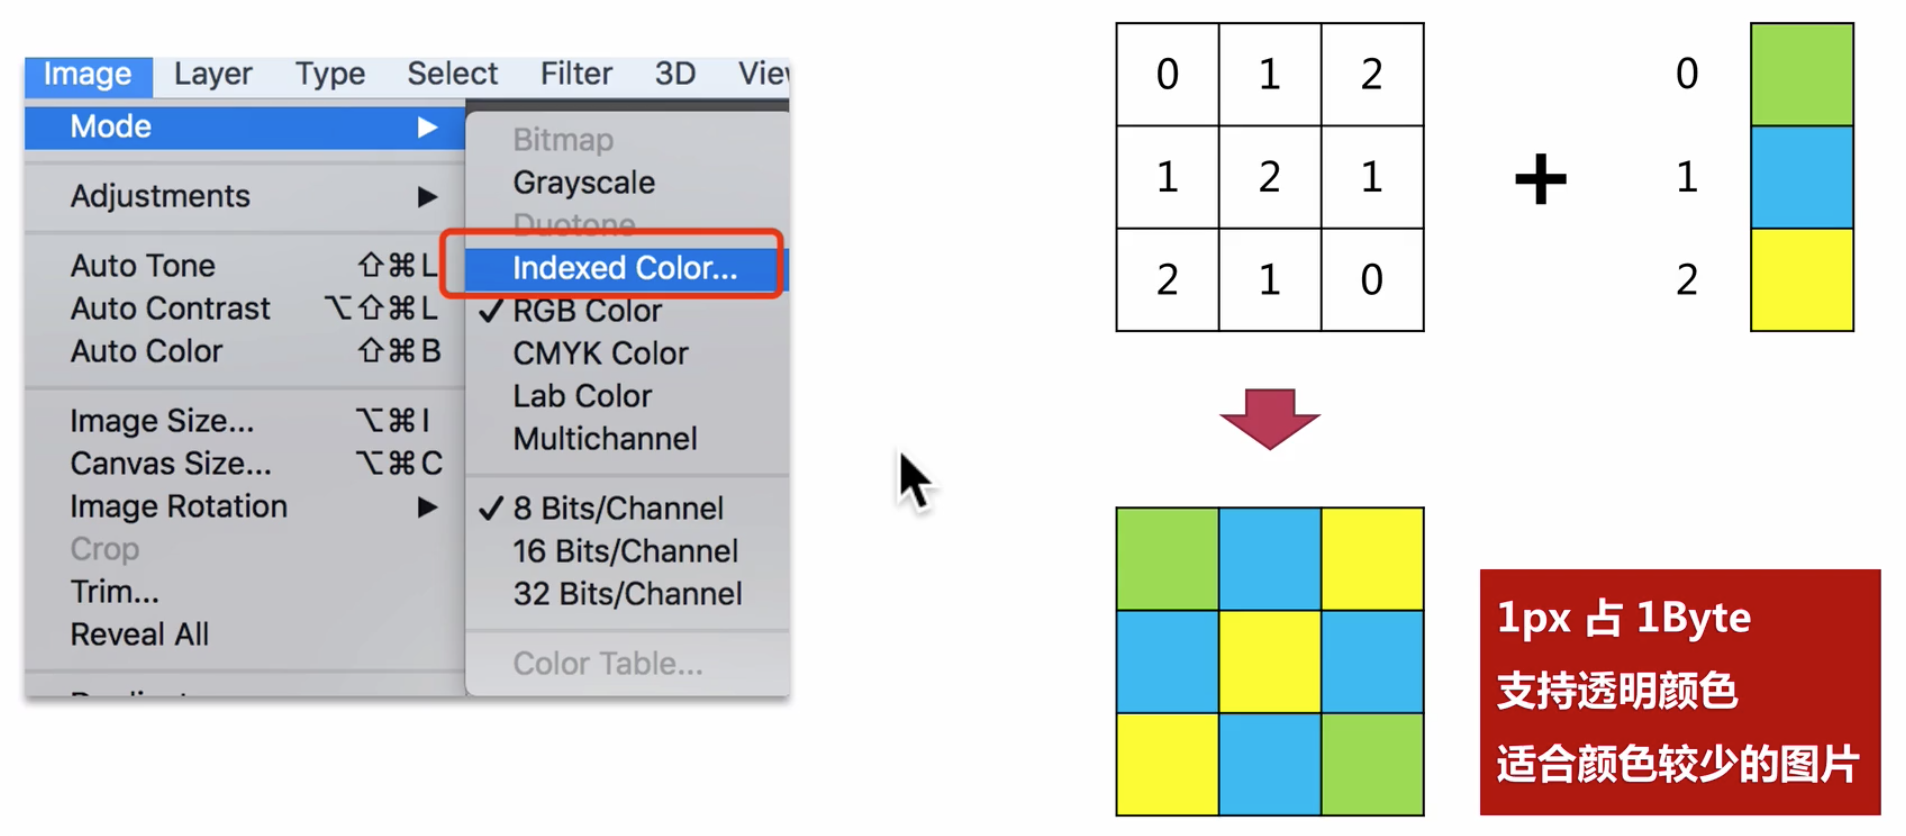 Image Layer Type Select Filter 3D View
Mode ▶
Adjustments ▶
Auto Tone ⇧⌘L
Auto Contrast ⌥⇧⌘L
Auto Color ⇧⌘B
Image Size... ⌥⌘I
Canvas Size... ⌥⌘C
Image Rotation ▶
Crop
Trim...
Reveal All
Bitmap
Grayscale
Duotone
Indexed Color...
✓ RGB Color
CMYK Color
Lab Color
Multichannel
✓ 8 Bits/Channel
16 Bits/Channel
32 Bits/Channel
Color Table...
0 1 2
1 2 1
2 1 0
+
0
1
2
1px 占 1Byte
支持透明颜色
适合颜色较少的图片